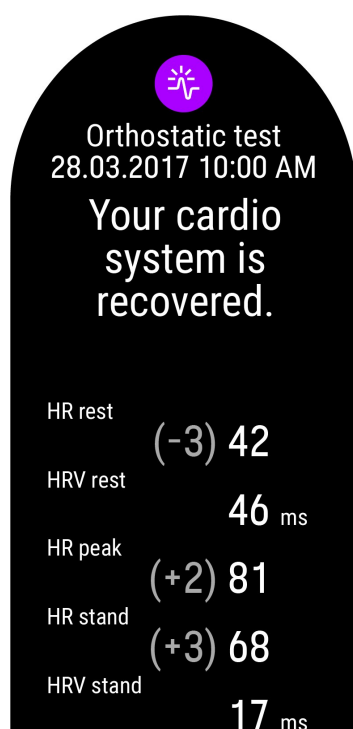 Orthostatic test
28.03.2017 10:00 AM
Your cardio
system is
recovered.
HR rest
(-3) 42
HRV rest
46 ms
HR peak
(+2) 81
HR stand
(+3) 68
HRV stand
17 ms